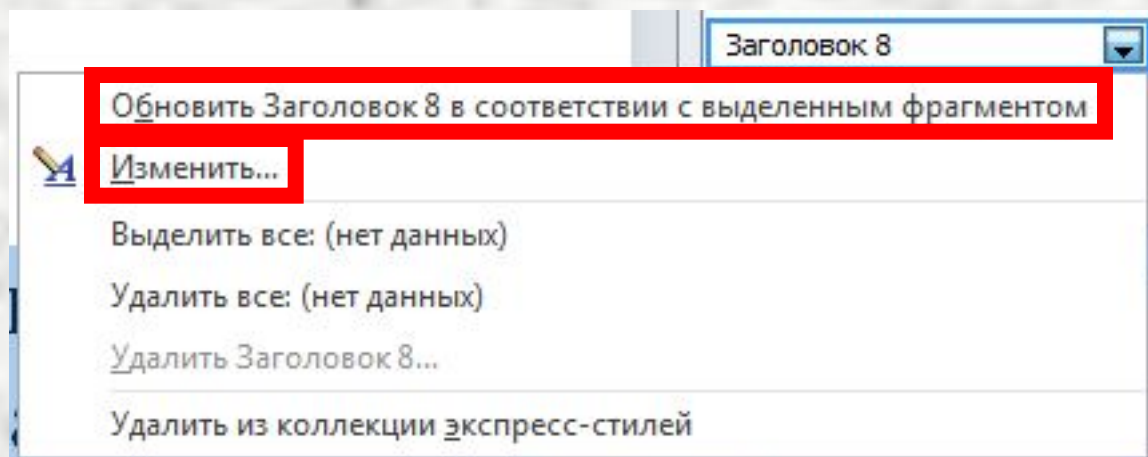 Заголовок 8
Обновить Заголовок 8 в соответствии с выделенным фрагментом
Изменить...
Выделить все: (нет данных)
Удалить все: (нет данных)
Удалить Заголовок 8...
Удалить из коллекции экспресс-стилей